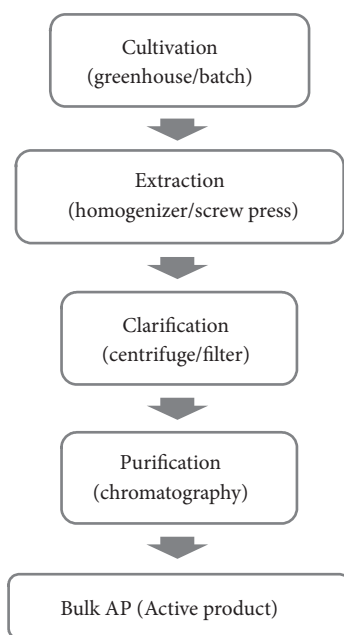 Cultivation
(greenhouse/batch)
Extraction
(homogenizer/screw press)
Clarification
(centrifuge/filter)
Purification
(chromatography)
Bulk AP (Active product)